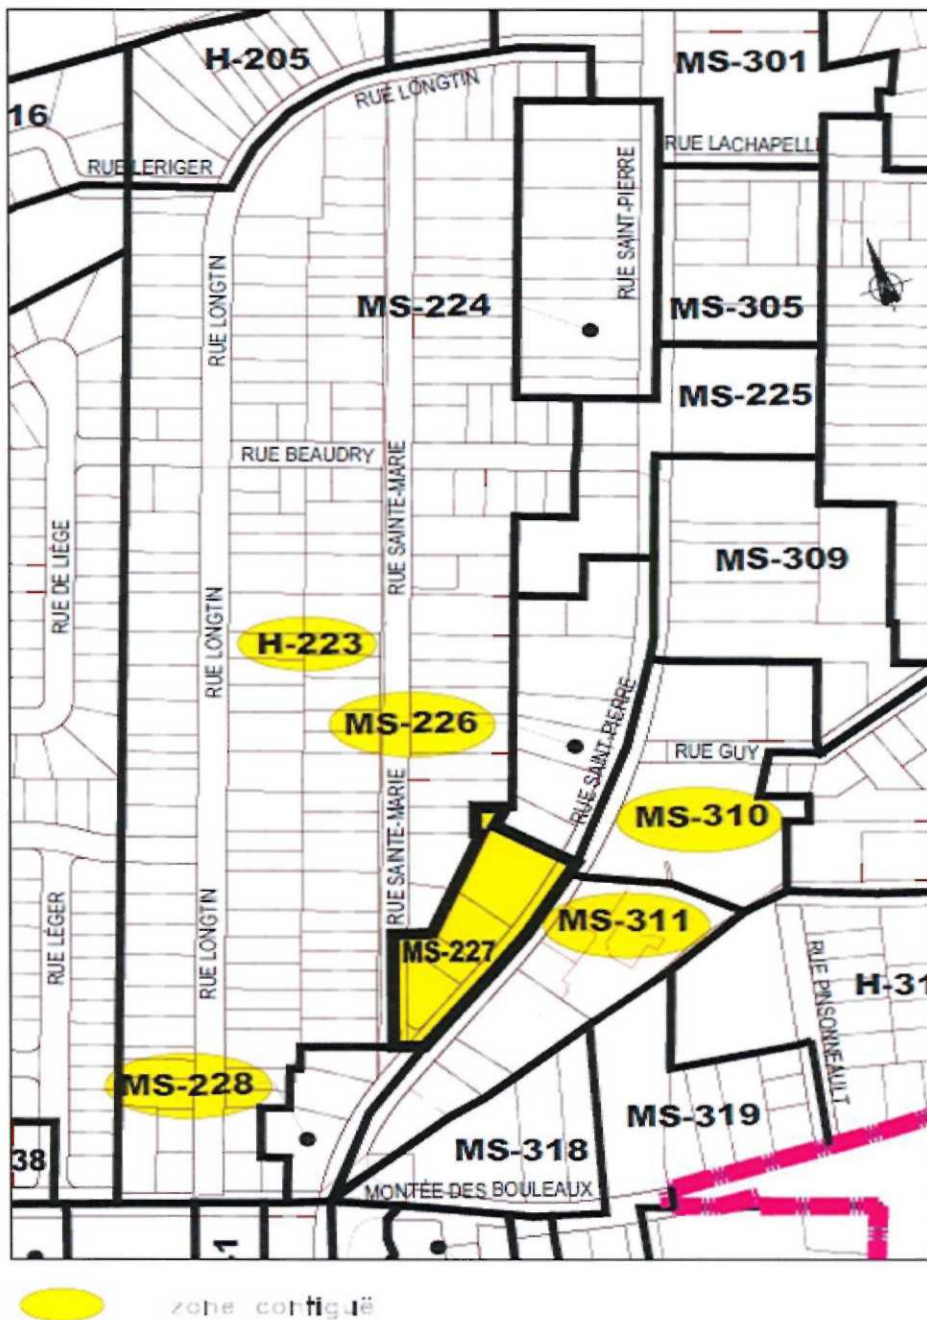 H-205
MS-301
RUE LONGTIN
16
RUE LACHAPELL
RUE LERIGER
RUE SAINT-PIERRE
RUE LONGTIN
MS-224
MS-305
MS-225
RUE BEAUDRY
RUE SAINTE-MARIE
RUE DE LIÈGE
MS-309
RUE LONGTIN
H-223
MS-226
RUE SAINT-PIERRE
RUE GUY
RUE SAINTE-MARIE
MS-310
MS-311
RUE LÉGER
RUE LONGTIN
MS-227
RUE PINSONNEAULT
H-31
MS-228
MS-319
MS-318
38
MONTÉE DES BOULEAUX
zone contiguë